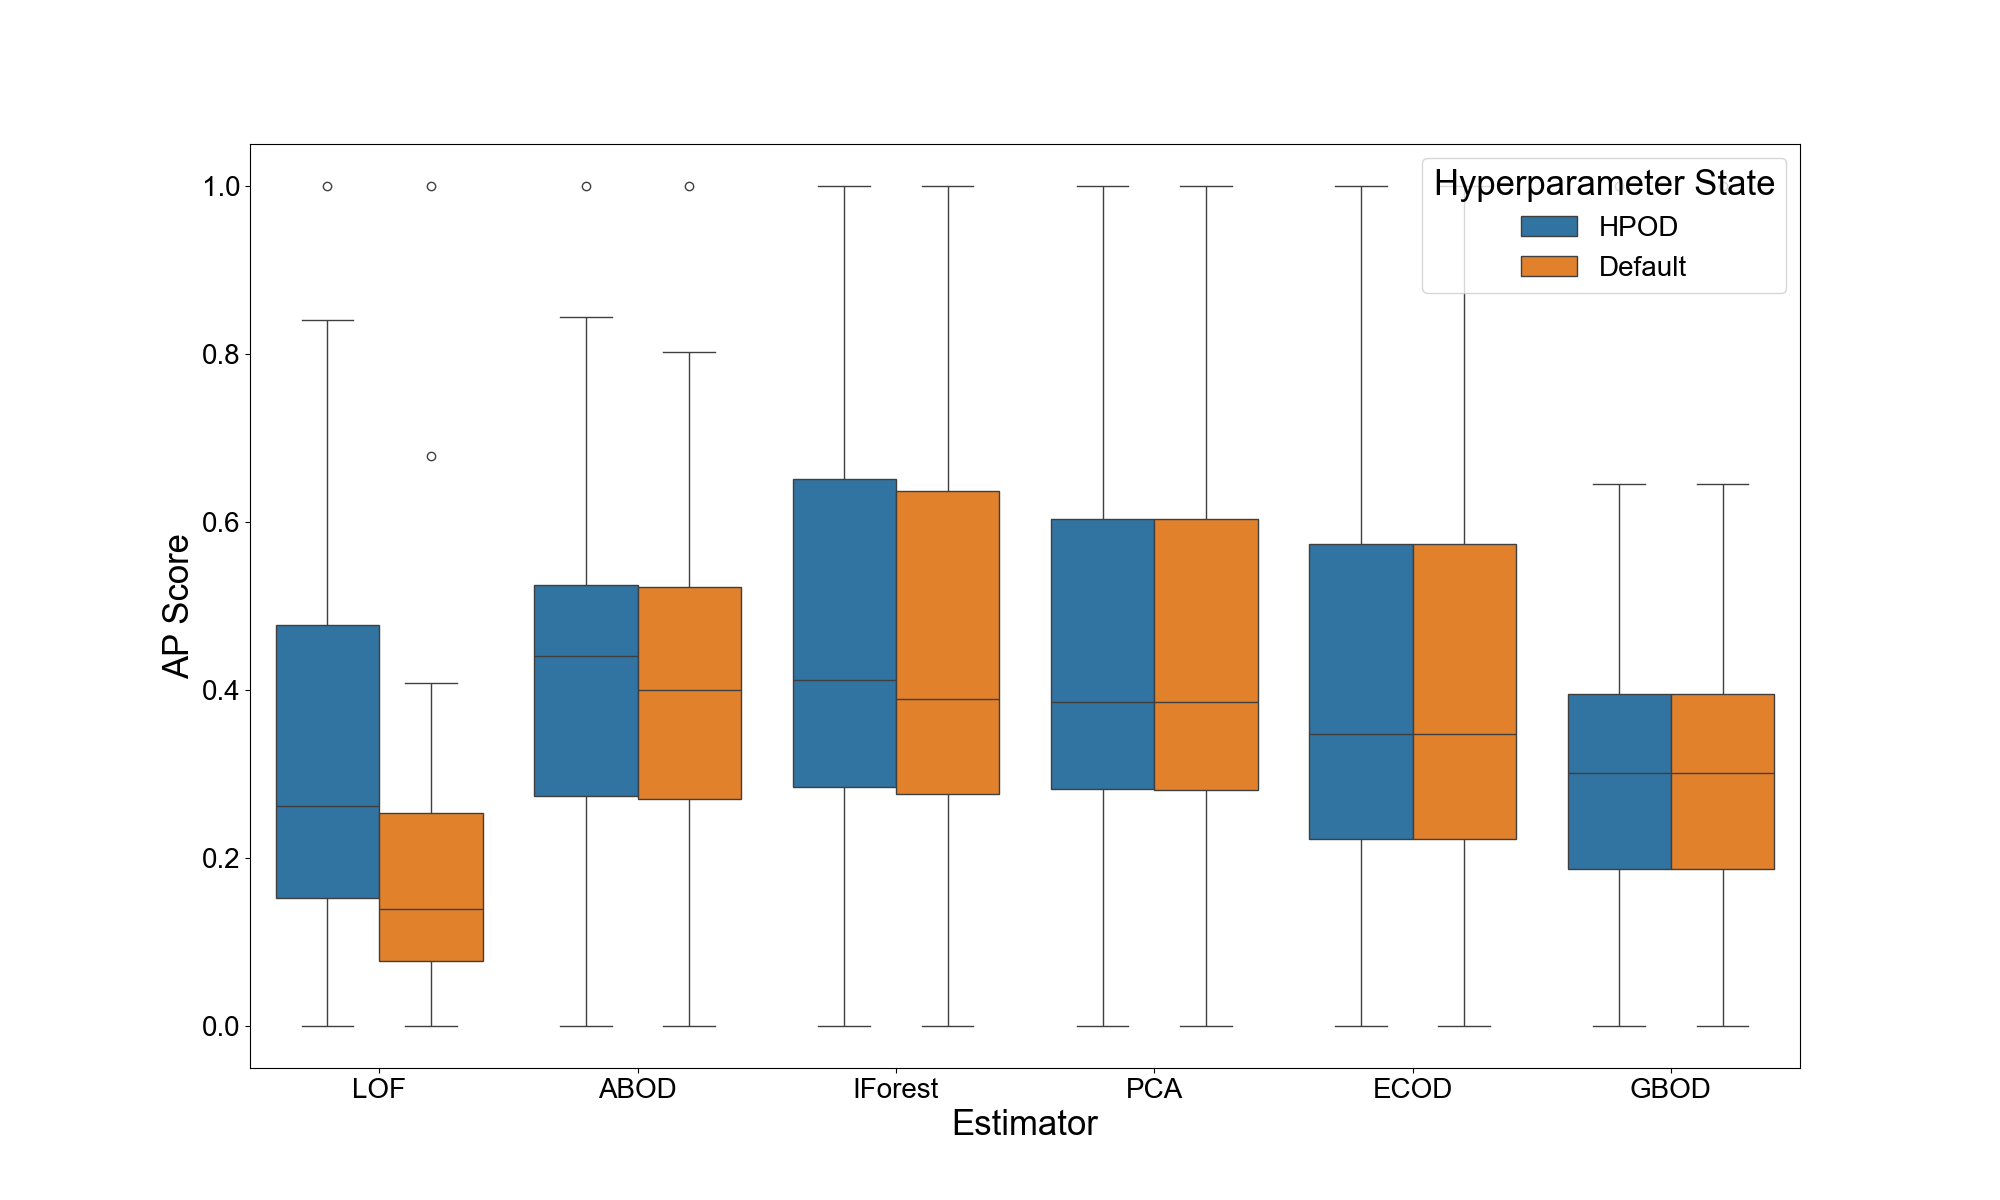 Hyperparameter State
HPOD
Default
AP Score
1.0
0.8
0.6
0.4
0.2
0.0
LOF ABOD IForest PCA ECOD GBOD
Estimator